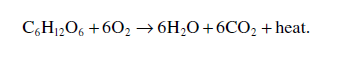 C₆H₁₂O₆ + 6O₂ → 6H₂O + 6CO₂ + heat.